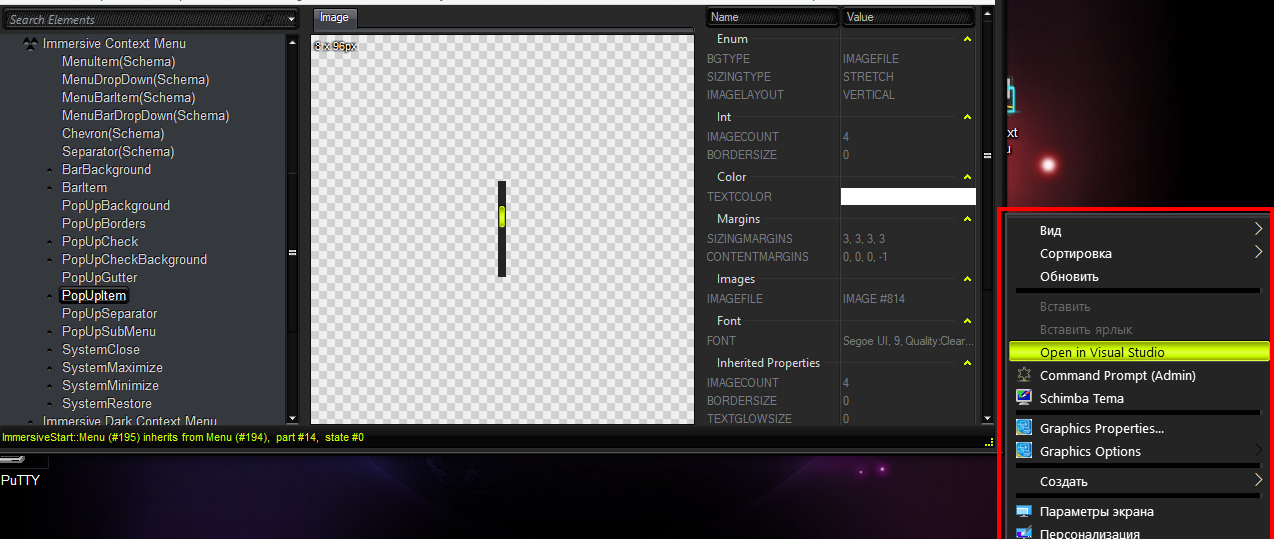 Search Elements
Immersive Context Menu
MenuItem(Schema)
MenuDropDown(Schema)
MenuBarItem(Schema)
MenuBarDropDown(Schema)
Chevron(Schema)
Separator(Schema)
BarBackground
BarItem
PopUpBackground
PopUpBorders
PopUpCheck
PopUpCheckBackground
PopUpGutter
PopUpItem
PopUpSeparator
PopUpSubMenu
SystemClose
SystemMaximize
SystemMinimize
SystemRestore
Immersive Dark Context Menu
ImmersiveStart::Menu (#195) inherits from Menu (#194), part #14, state #0
PuTTY
Image
8 x 96px
Name Value
Enum
BGTYPE IMAGEFILE
SIZINGTYPE STRETCH
IMAGELAYOUT VERTICAL
Int
IMAGECOUNT 4
BORDERSIZE 0
Color
TEXTCOLOR
Margins
SIZINGMARGINS 3, 3, 3, 3
CONTENTMARGINS 0, 0, 0, -1
Images
IMAGEFILE IMAGE #814
Font
FONT Segoe UI, 9, Quality:Clear...
Inherited Properties
IMAGECOUNT 4
BORDERSIZE 0
TEXTGLOWSIZE 0
Вид
Сортировка
Обновить
Вставить
Вставить ярлык
Open in Visual Studio
Command Prompt (Admin)
Schimba Tema
Graphics Properties...
Graphics Options
Создать
Параметры экрана
Персонализация